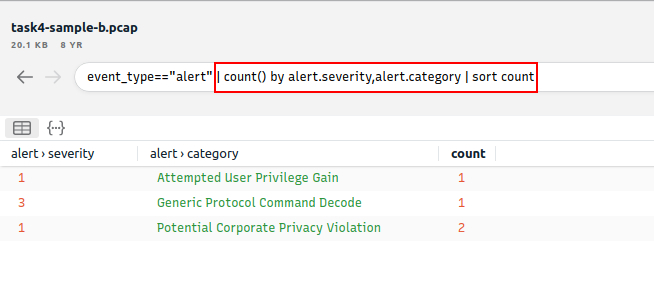 task4-sample-b.pcap
20.1 KB 8 YR
event_type=="alert" | count() by alert.severity,alert.category | sort count
{···}
alert › severity alert › category count
1 Attempted User Privilege Gain 1
3 Generic Protocol Command Decode 1
1 Potential Corporate Privacy Violation 2